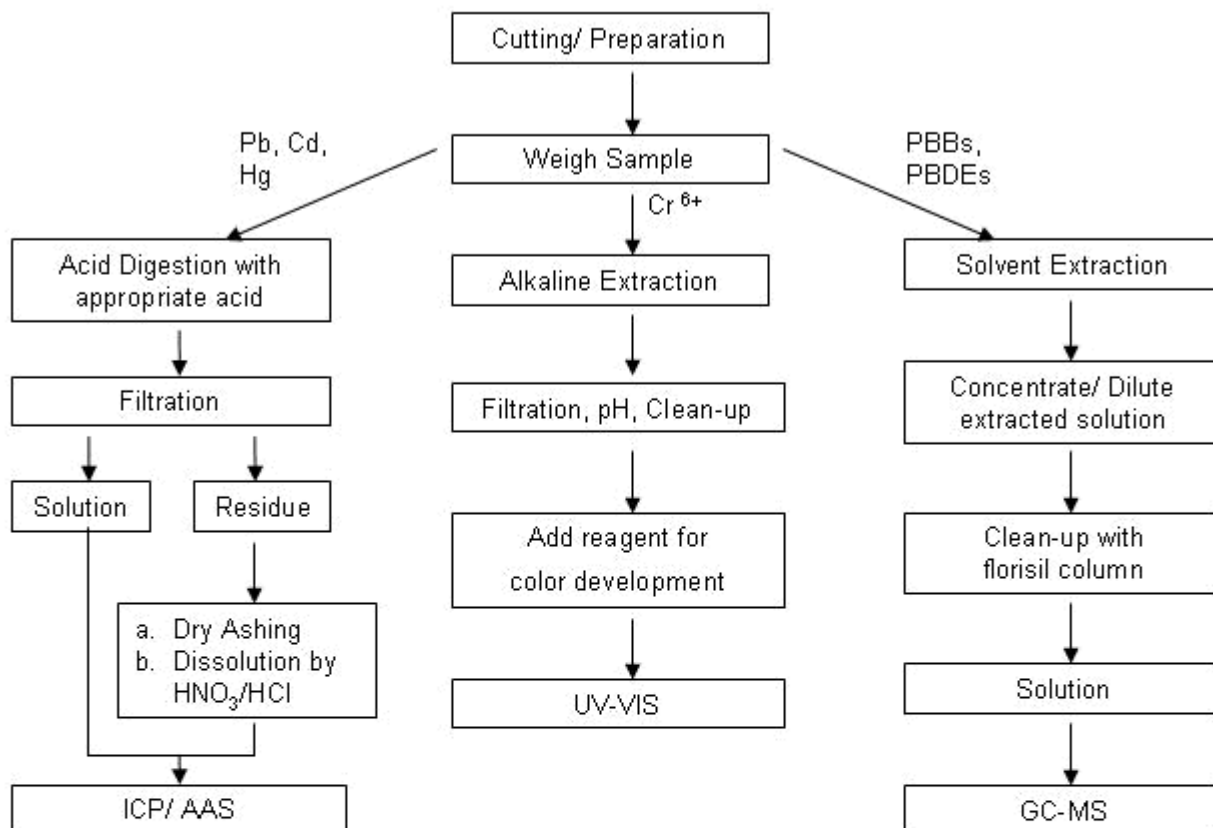 Cutting/ Preparation
Pb, Cd,
Hg
Weigh Sample
PBBs,
PBDEs
Cr 6+
Acid Digestion with
appropriate acid
Alkaline Extraction
Solvent Extraction
Filtration
Filtration, pH, Clean-up
Concentrate/ Dilute
extracted solution
Solution
Residue
Add reagent for
color development
Clean-up with
florisil column
a. Dry Ashing
b. Dissolution by
HNO3/HCl
UV-VIS
Solution
ICP/ AAS
GC-MS